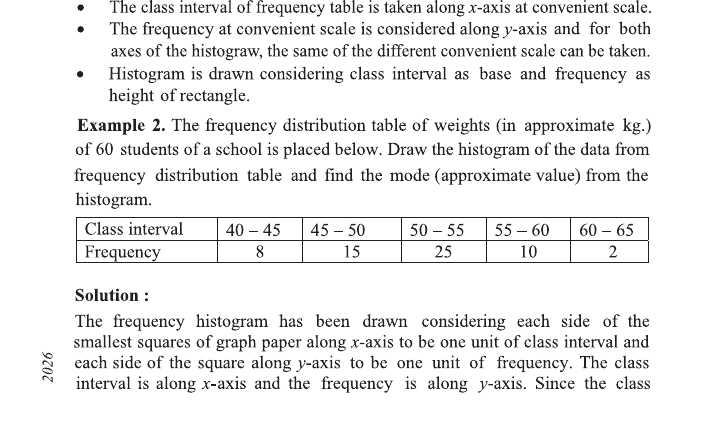 • The class interval of frequency table is taken along x-axis at convenient scale.
• The frequency at convenient scale is considered along y-axis and for both
axes of the histograw, the same of the different convenient scale can be taken.
• Histogram is drawn considering class interval as base and frequency as
height of rectangle.
Example 2. The frequency distribution table of weights (in approximate kg.)
of 60 students of a school is placed below. Draw the histogram of the data from
frequency distribution table and find the mode (approximate value) from the
histogram.
Class interval 40 – 45 45 – 50 50 – 55 55 – 60 60 – 65
Frequency 8 15 25 10 2
Solution :
The frequency histogram has been drawn considering each side of the
smallest squares of graph paper along x-axis to be one unit of class interval and
each side of the square along y-axis to be one unit of frequency. The class
interval is along x-axis and the frequency is along y-axis. Since the class
2026